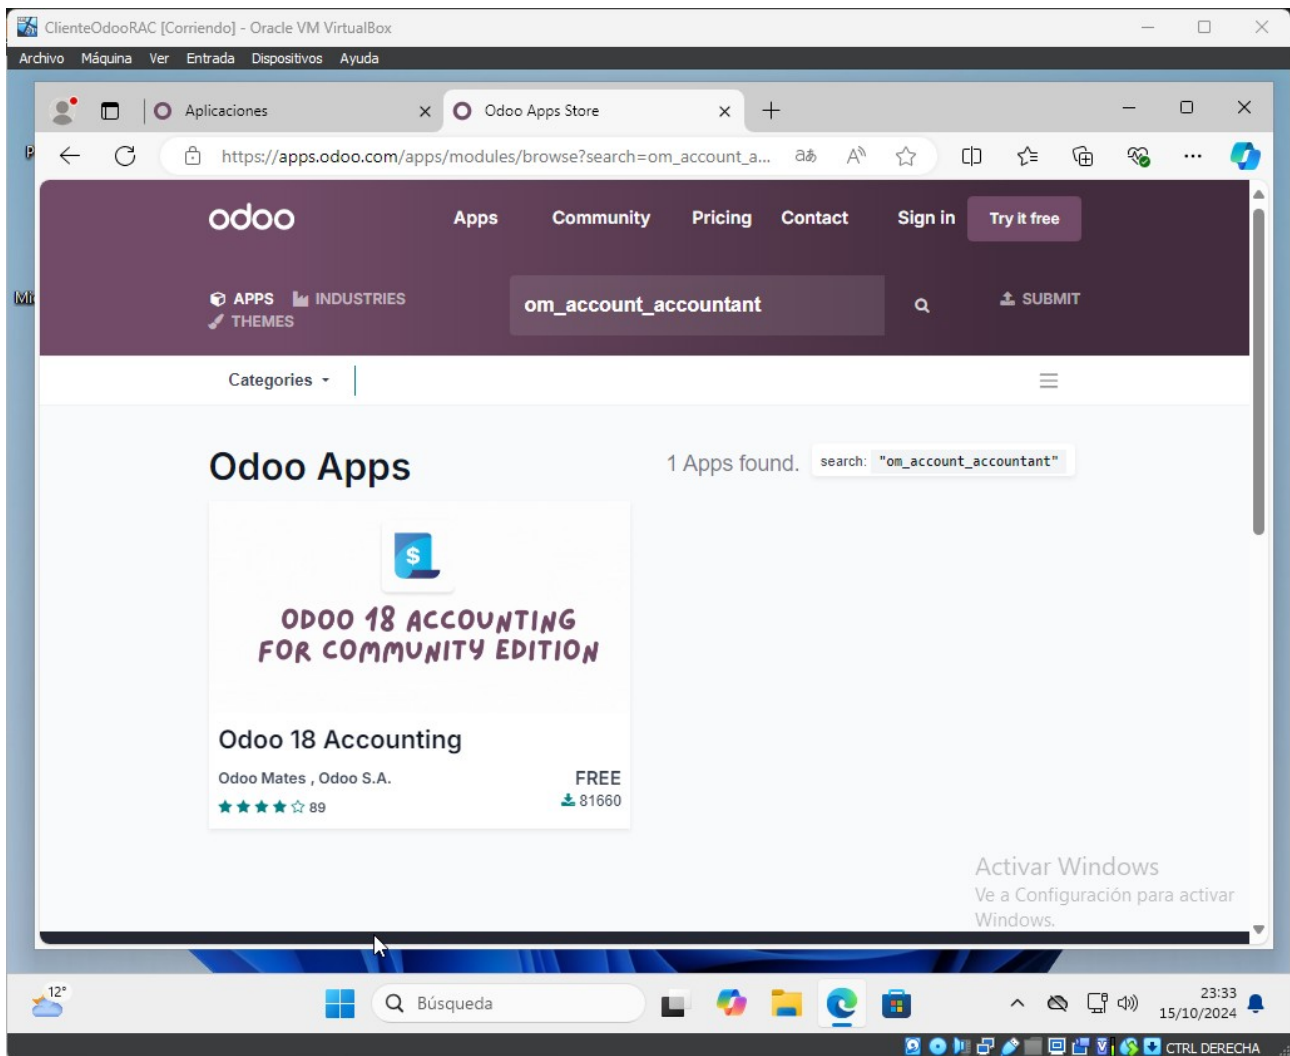 ClienteOdooRAC [Corriendo] - Oracle VM VirtualBox
Archivo Máquina Ver Entrada Dispositivos Ayuda
Aplicaciones
Odoo Apps Store
https://apps.odoo.com/apps/modules/browse?search=om_account_a...
odoo
Apps Community Pricing Contact Sign in Try it free
APPS INDUSTRIES
THEMES
om_account_accountant
SUBMIT
Categories
Odoo Apps
1 Apps found. search: "om_account_accountant"
$
ODOO 18 ACCOUNTING
FOR COMMUNITY EDITION
Odoo 18 Accounting
Odoo Mates , Odoo S.A. FREE
89 81660
Activar Windows
Ve a Configuración para activar
Windows.
12°
Búsqueda
23:33
15/10/2024
CTRL DERECHA